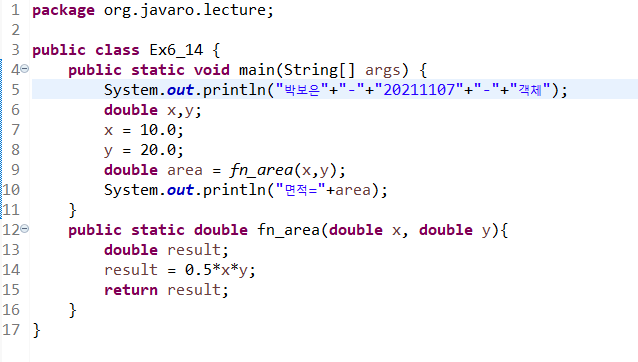 1 package org.javaro.lecture;
2
3 public class Ex6_14 {
4 public static void main(String[] args) {
5 System.out.println("박보은"+"-"+"20211107"+"-"+"객체");
6 double x,y;
7 x = 10.0;
8 y = 20.0;
9 double area = fn_area(x,y);
10 System.out.println("면적="+area);
11 }
12 public static double fn_area(double x, double y){
13 double result;
14 result = 0.5*x*y;
15 return result;
16 }
17 }